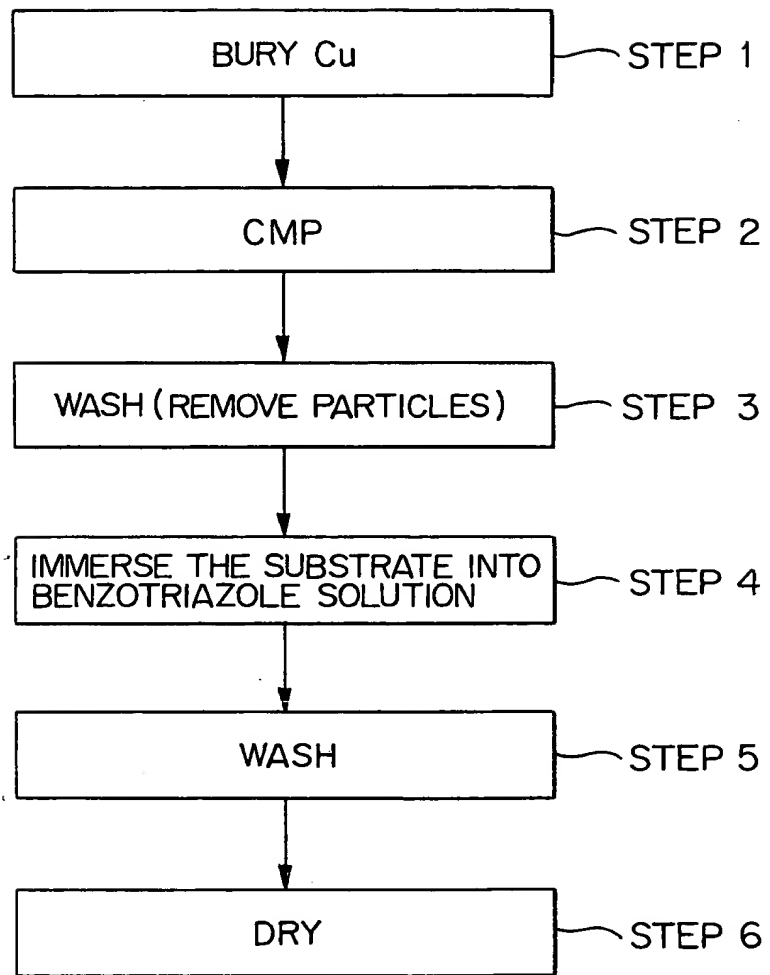 BURY Cu
STEP 1
CMP
STEP 2
WASH (REMOVE PARTICLES)
STEP 3
IMMERSE THE SUBSTRATE INTO
BENZOTRIAZOLE SOLUTION
STEP 4
WASH
STEP 5
DRY
STEP 6